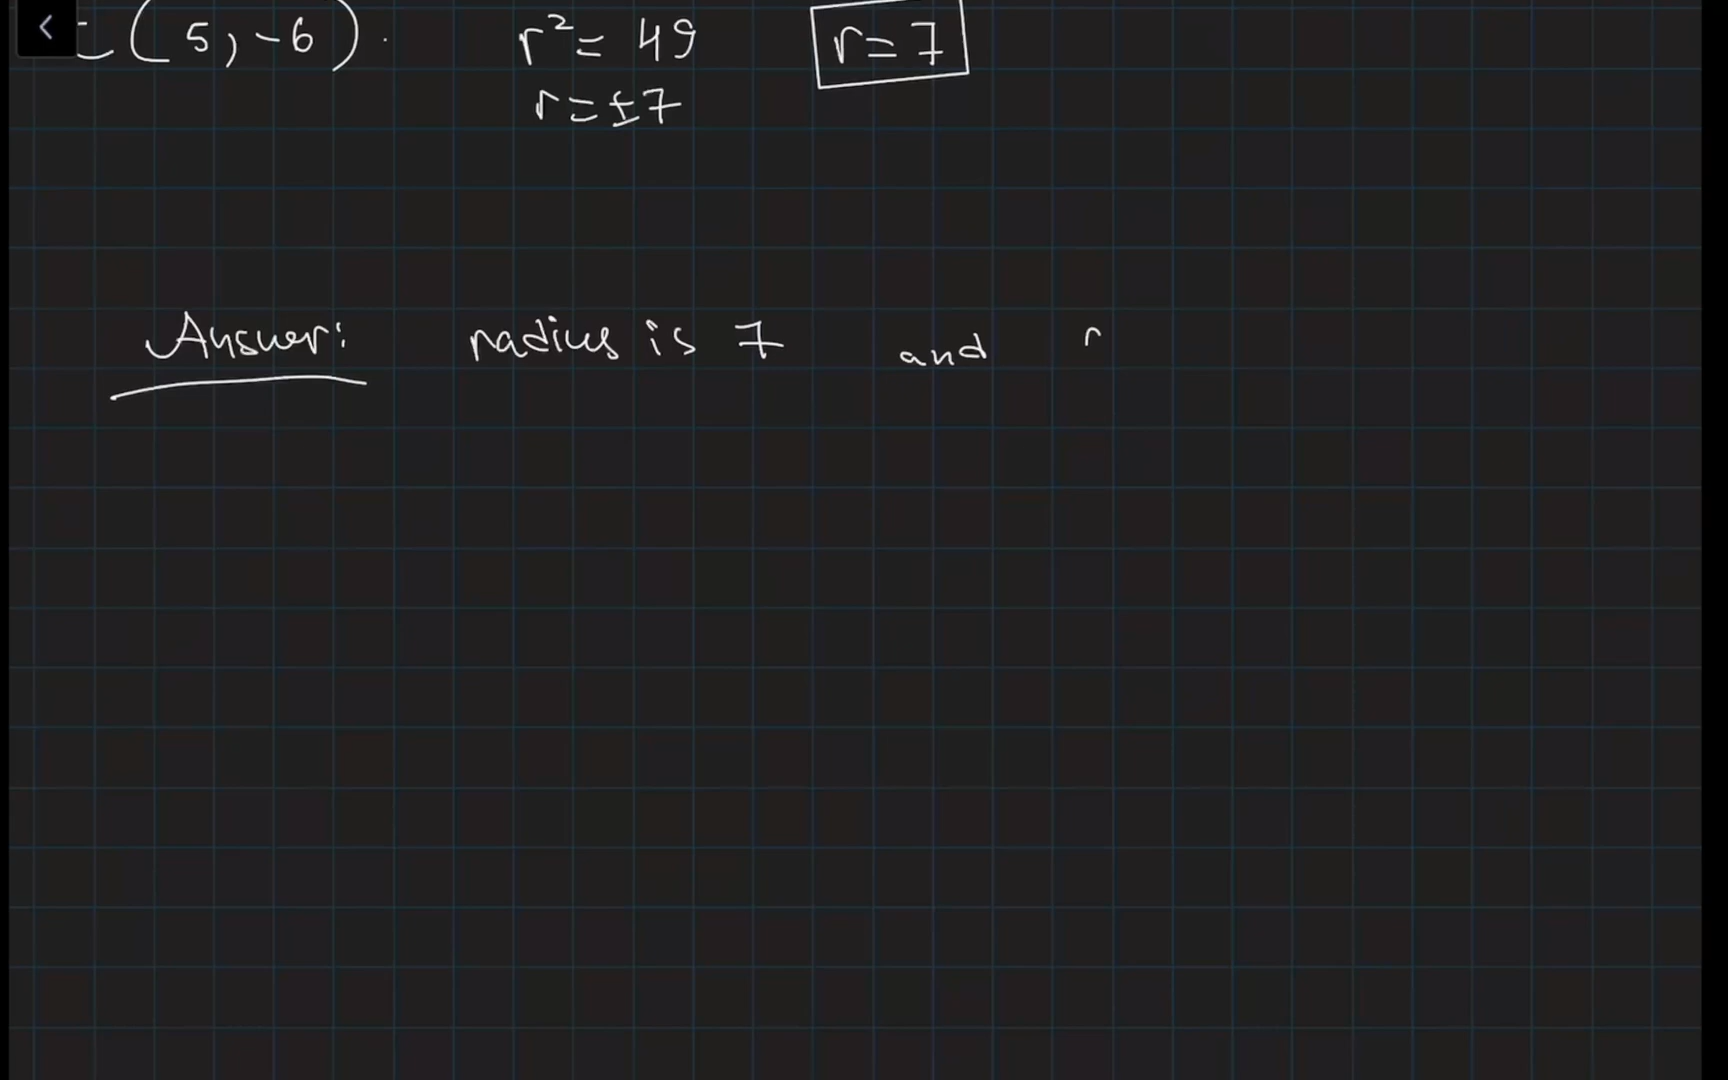 C(5,-6). r²= 49 r=7
r=±7
Answer: radius is 7 and